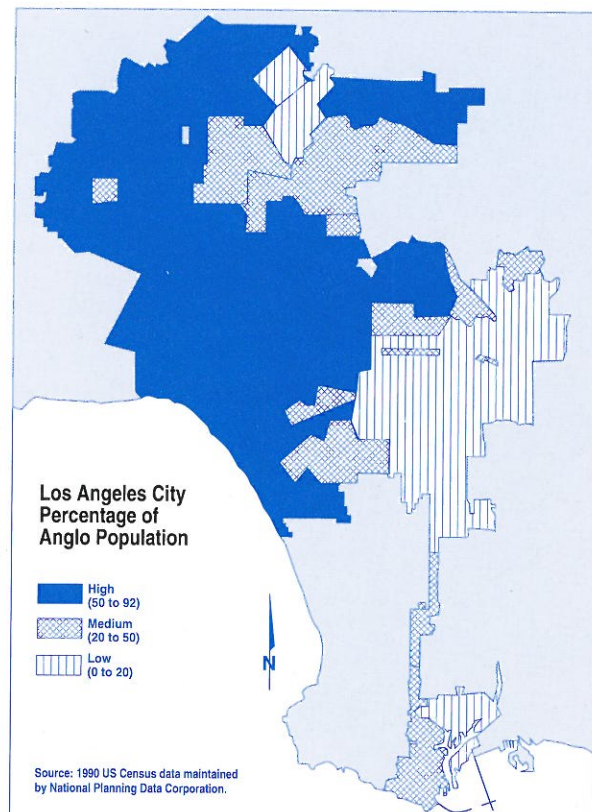 Los Angeles City
Percentage of
Anglo Population
High
(50 to 92)
Medium
(20 to 50)
Low
(0 to 20)
N
Source: 1990 US Census data maintained
by National Planning Data Corporation.